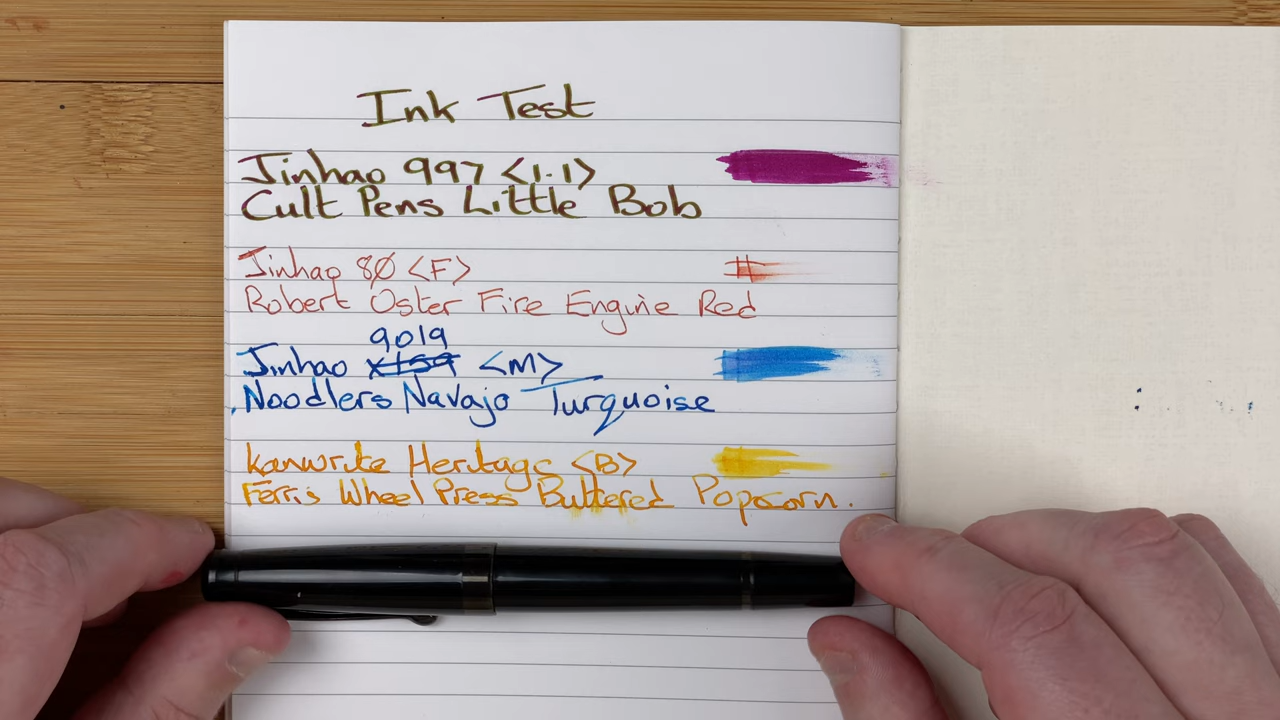 Ink Test
Jinhao 997 <1.1>
Cult Pens Little Bob
Jinhao 80 <F>
Robert Oster Fire Engine Red
9019
Jinhao x159 <M>
Noodlers Navajo Turquoise
Kanwrite Heritage <B>
Ferris Wheel Press Buttered Popcorn.